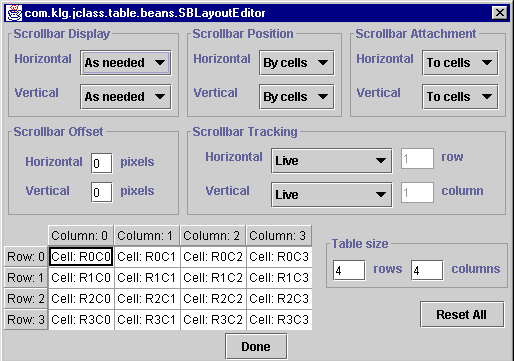 com.klg.jclass.table.beans.SBLayoutEditor
Scrollbar Display
Horizontal As needed
Vertical As needed
Scrollbar Position
By cells
By cells
Scrollbar Attachment
Horizontal To cells
Vertical To cells
Scrollbar Offset
Horizontal 0 pixels
Vertical 0 pixels
Scrollbar Tracking
Horizontal Live 1 row
Vertical Live 1 column
Column: 0 Column: 1 Column: 2 Column: 3
Row: 0 Cell: R0C0 Cell: R0C1 Cell: R0C2 Cell: R0C3
Row: 1 Cell: R1C0 Cell: R1C1 Cell: R1C2 Cell: R1C3
Row: 2 Cell: R2C0 Cell: R2C1 Cell: R2C2 Cell: R2C3
Row: 3 Cell: R3C0 Cell: R3C1 Cell: R3C2 Cell: R3C3
Table size
4 rows 4 columns
Reset All
Done